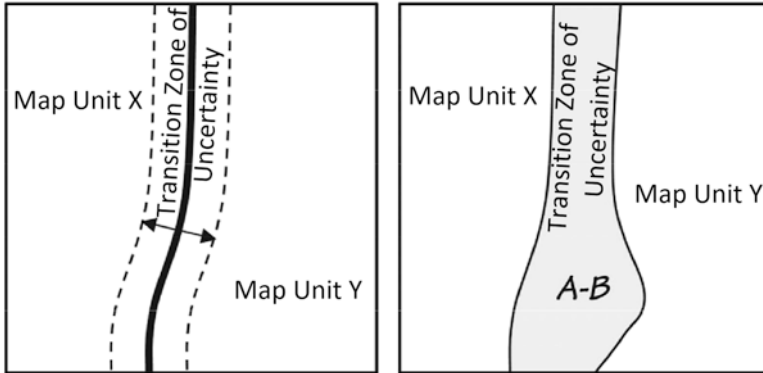 Map Unit X
Transition Zone of
Uncertainty
Map Unit Y
Map Unit X
Transition Zone of
Uncertainty
Map Unit Y
A-B